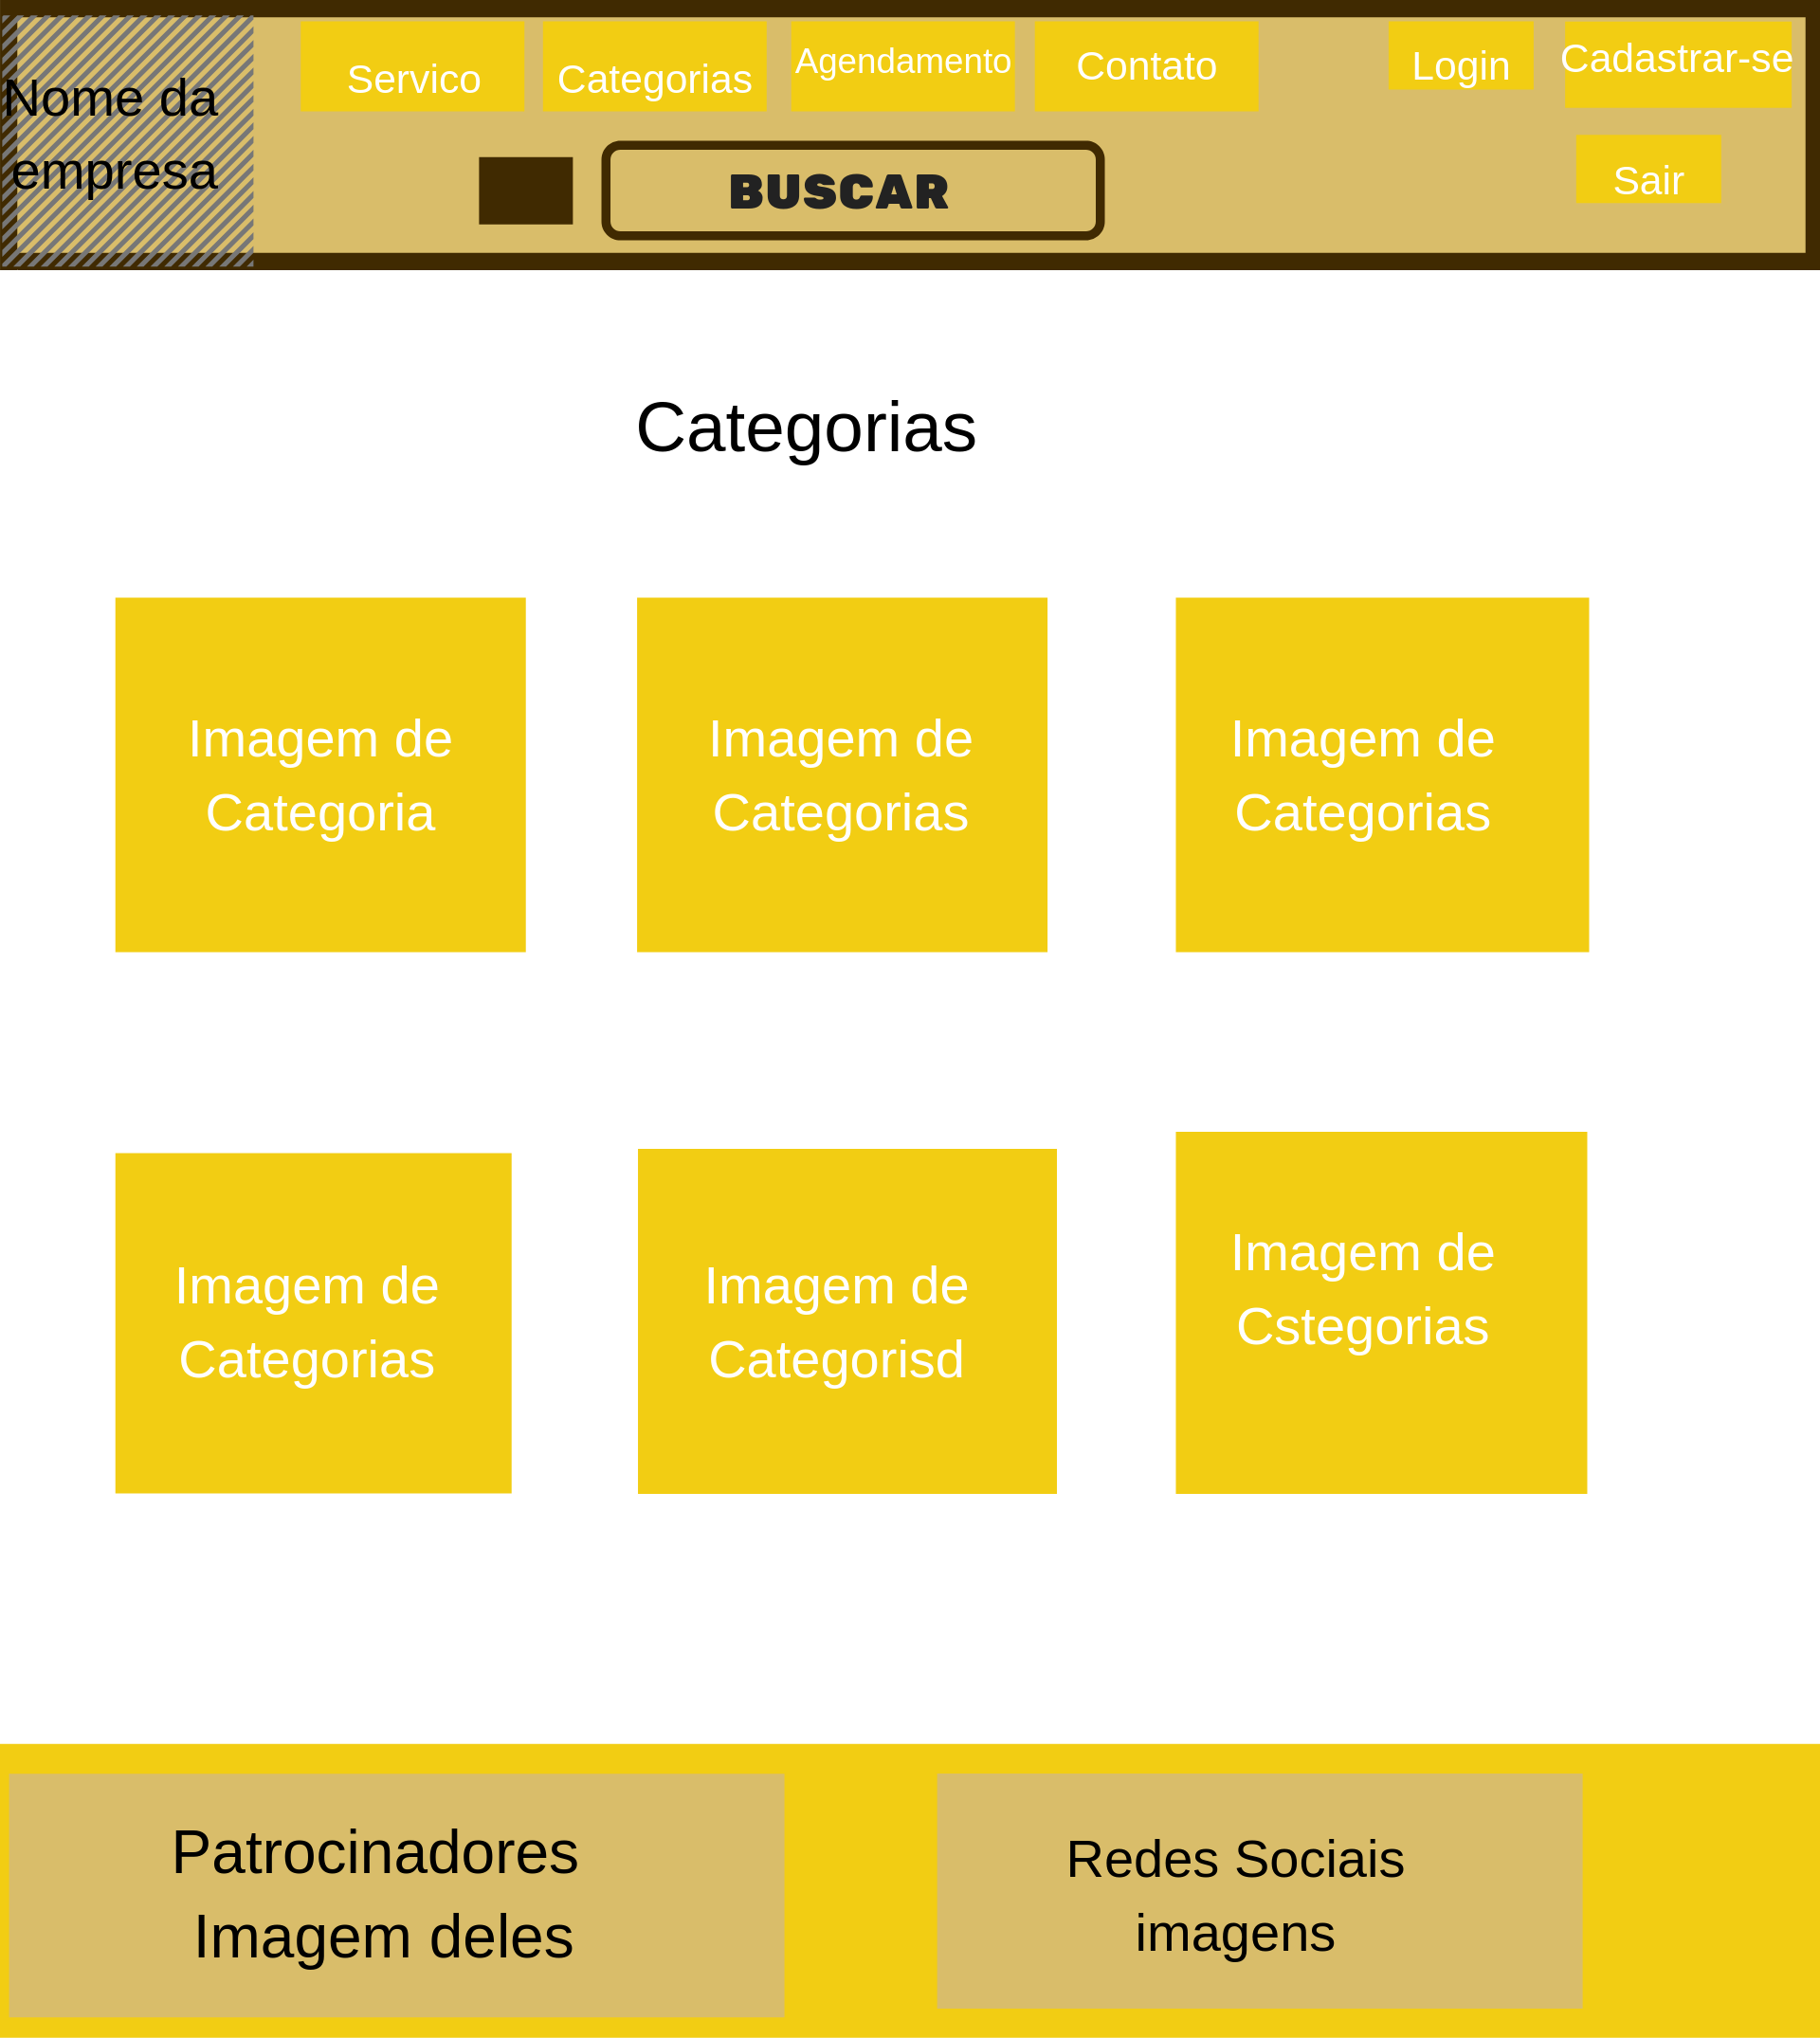 Nome da
empresa
Servico
Categorias
Agendamento
Contato
Login
Cadastrar-se
Sair
BUSCAR
Categorias
Imagem de
Categoria
Imagem de
Categorias
Imagem de
Categorias
Imagem de
Categorias
Imagem de
Categorisd
Imagem de
Cstegorias
Patrocinadores
Imagem deles
Redes Sociais
imagens